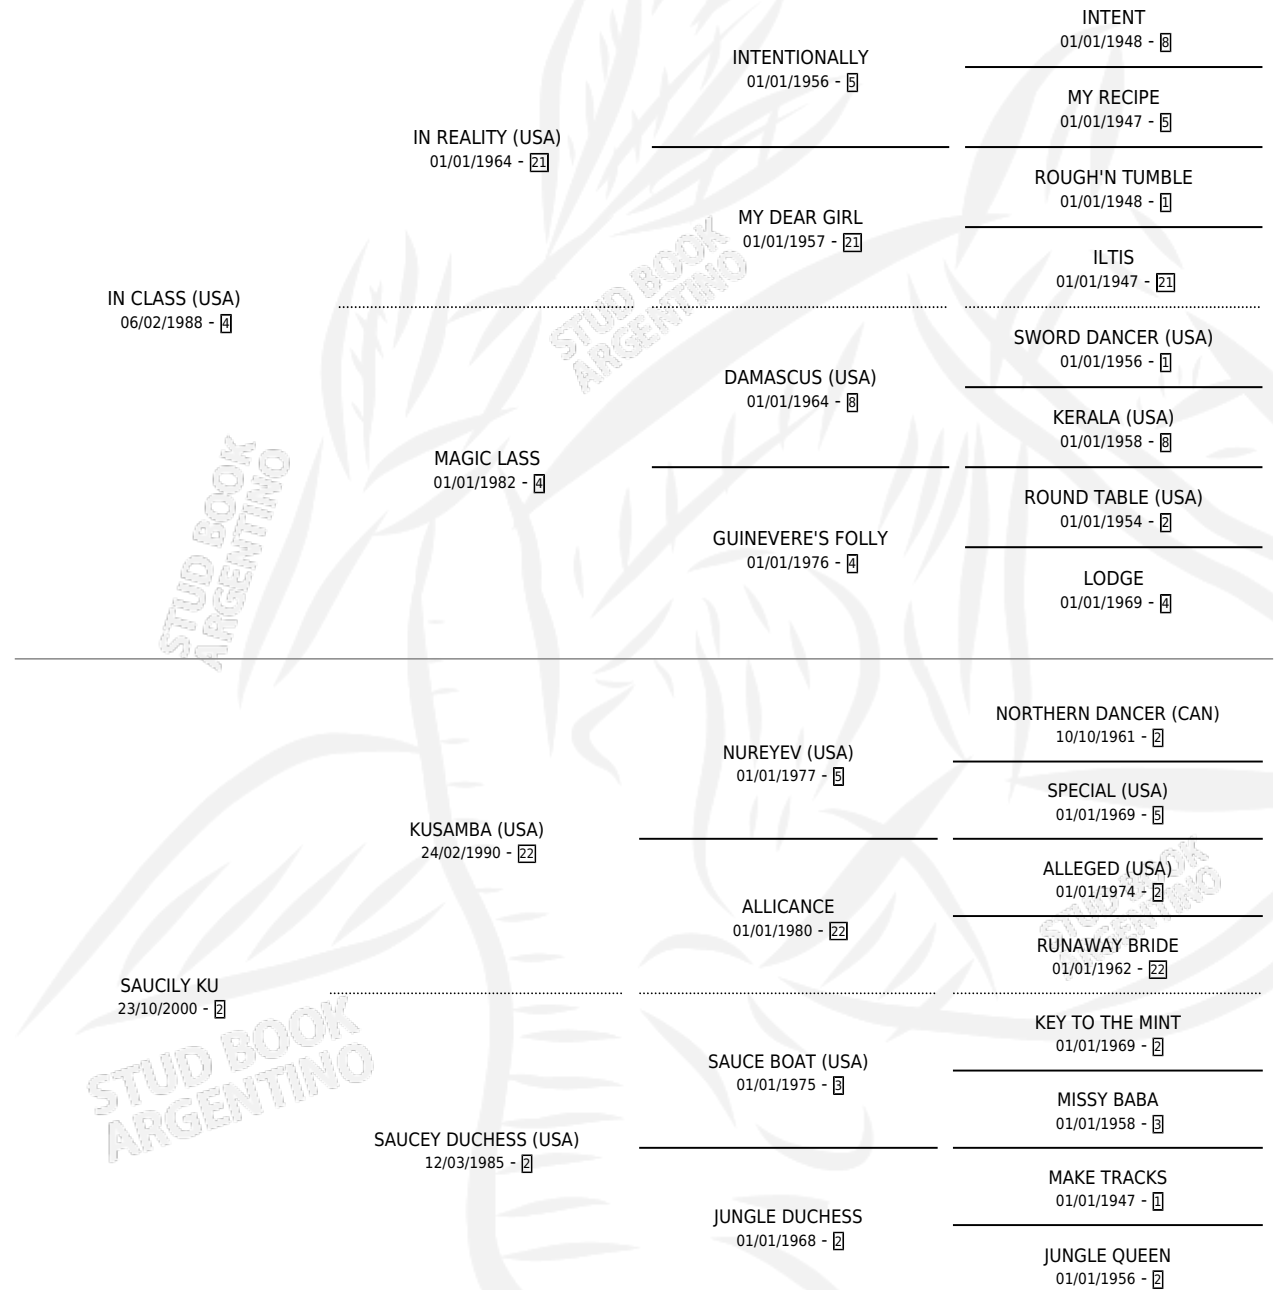 INTENT
01/01/1948 - 8
INTENTIONALLY
01/01/1956 - 5
MY RECIPE
01/01/1947 - 5
IN REALITY (USA)
01/01/1964 - 21
ROUGH'N TUMBLE
01/01/1948 - 1
MY DEAR GIRL
01/01/1957 - 21
ILTIS
01/01/1947 - 21
IN CLASS (USA)
06/02/1988 - 4
STUD BOOK
ARGENTINO
SWORD DANCER (USA)
01/01/1956 - 1
DAMASCUS (USA)
01/01/1964 - 8
KERALA (USA)
01/01/1958 - 8
MAGIC LASS
01/01/1982 - 4
ROUND TABLE (USA)
01/01/1954 - 2
GUINEVERE'S FOLLY
01/01/1976 - 4
LODGE
01/01/1969 - 4
STUD BOOK
ARGENTINO
NORTHERN DANCER (CAN)
10/10/1961 - 2
NUREYEV (USA)
01/01/1977 - 5
SPECIAL (USA)
01/01/1969 - 5
KUSAMBA (USA)
24/02/1990 - 22
ALLEGED (USA)
01/01/1974 - 2
STUD BOOK
ARGENTINO
ALLICANCE
01/01/1980 - 22
RUNAWAY BRIDE
01/01/1962 - 22
SAUCILY KU
23/10/2000 - 2
STUD BOOK
ARGENTINO
KEY TO THE MINT
01/01/1969 - 2
SAUCE BOAT (USA)
01/01/1975 - 3
MISSY BABA
01/01/1958 - 3
SAUCEY DUCHESS (USA)
12/03/1985 - 2
MAKE TRACKS
01/01/1947 - 1
JUNGLE DUCHESS
01/01/1968 - 2
JUNGLE QUEEN
01/01/1956 - 2